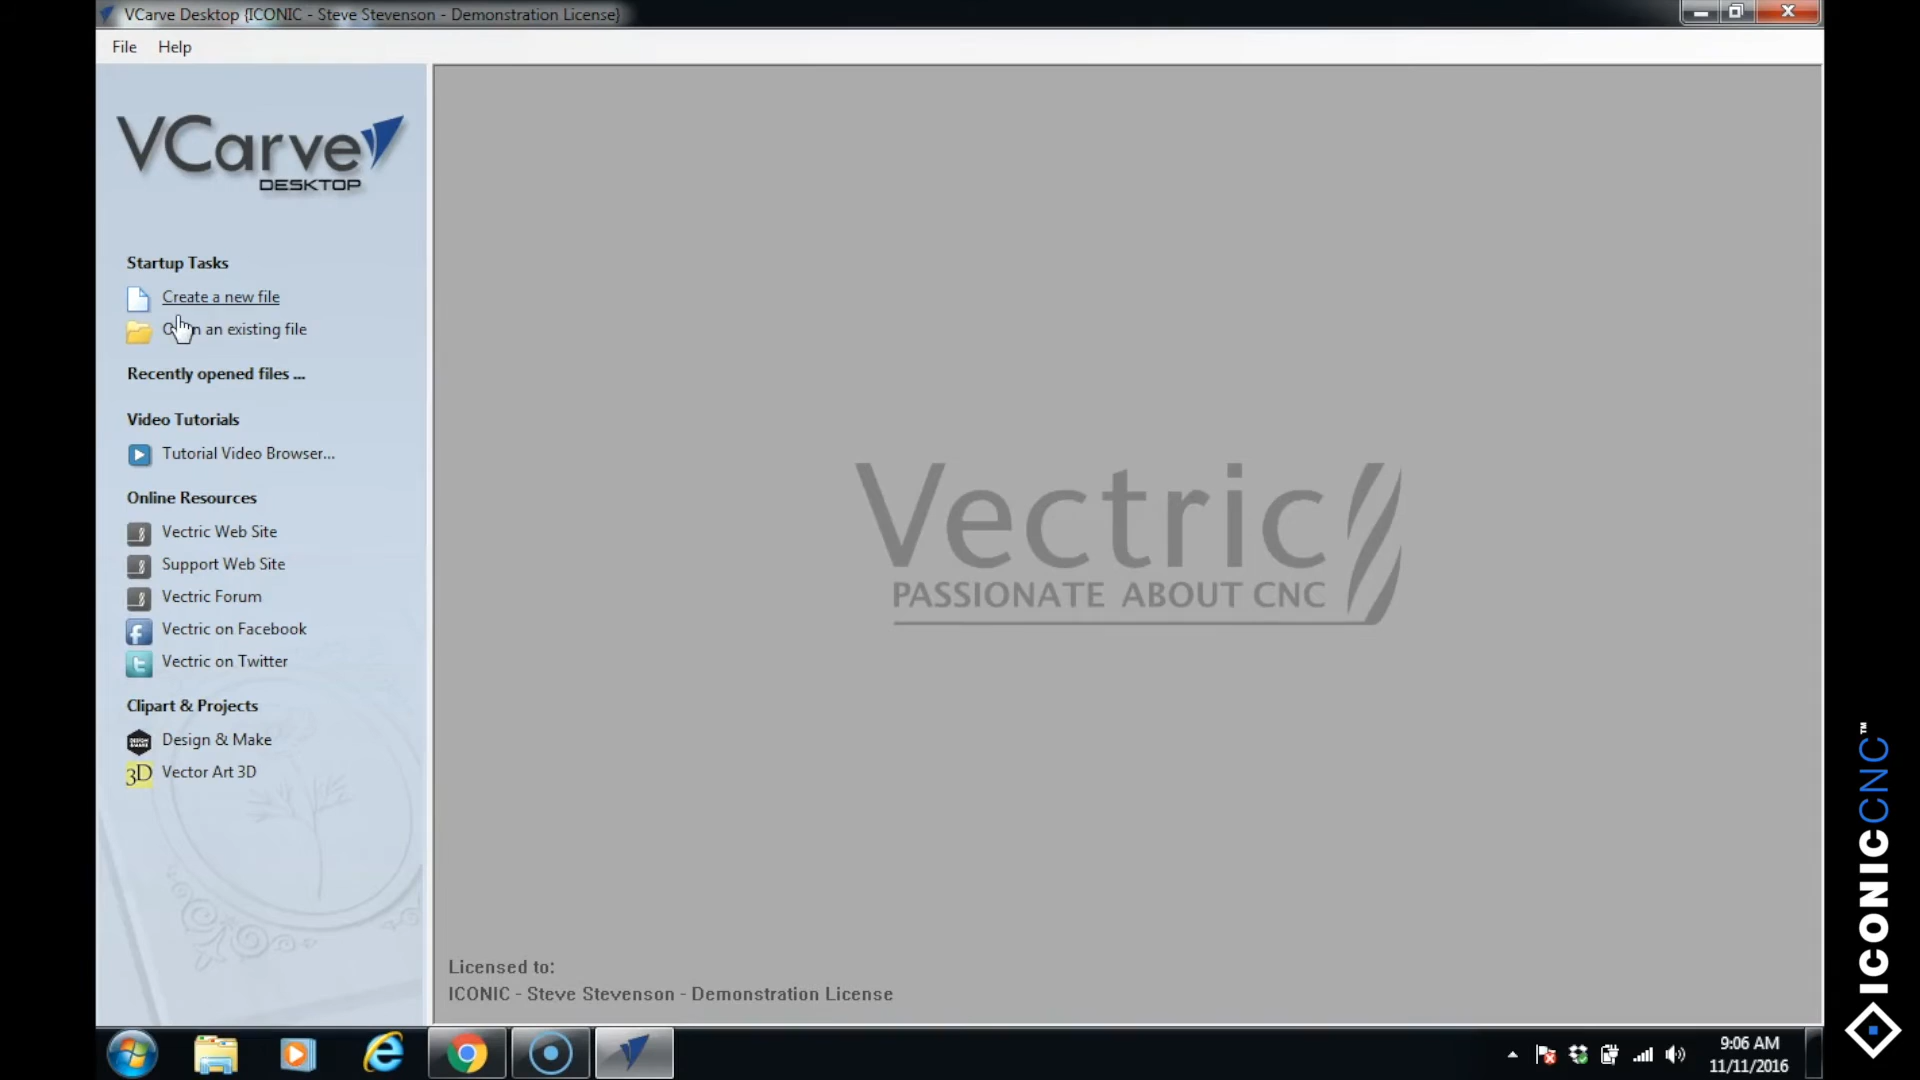 VCarve Desktop {ICONIC - Steve Stevenson - Demonstration License}
File Help
VCarve
DESKTOP
Startup Tasks
Create a new file
an existing file
Recently opened files ...
Video Tutorials
Tutorial Video Browser...
Online Resources
Vectric Web Site
Support Web Site
Vectric Forum
Vectric on Facebook
Vectric on Twitter
Clipart & Projects
Design & Make
3D Vector Art 3D
Vectric
PASSIONATE ABOUT CNC
Licensed to:
ICONIC - Steve Stevenson - Demonstration License
9:06 AM
11/11/2016
ICONICCNC™